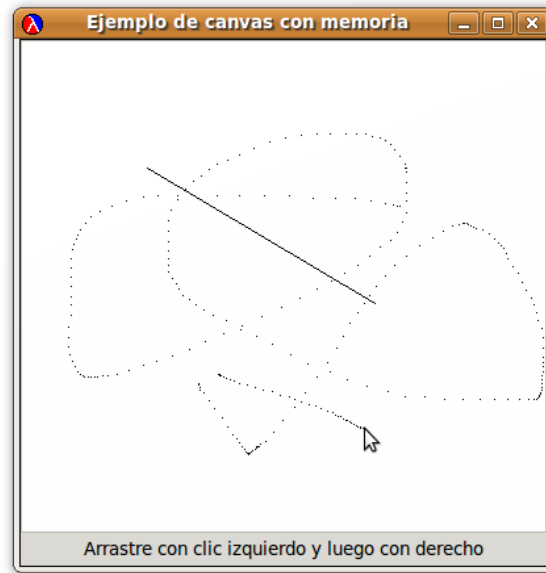 Ejemplo de canvas con memoria
Arrastre con clic izquierdo y luego con derecho